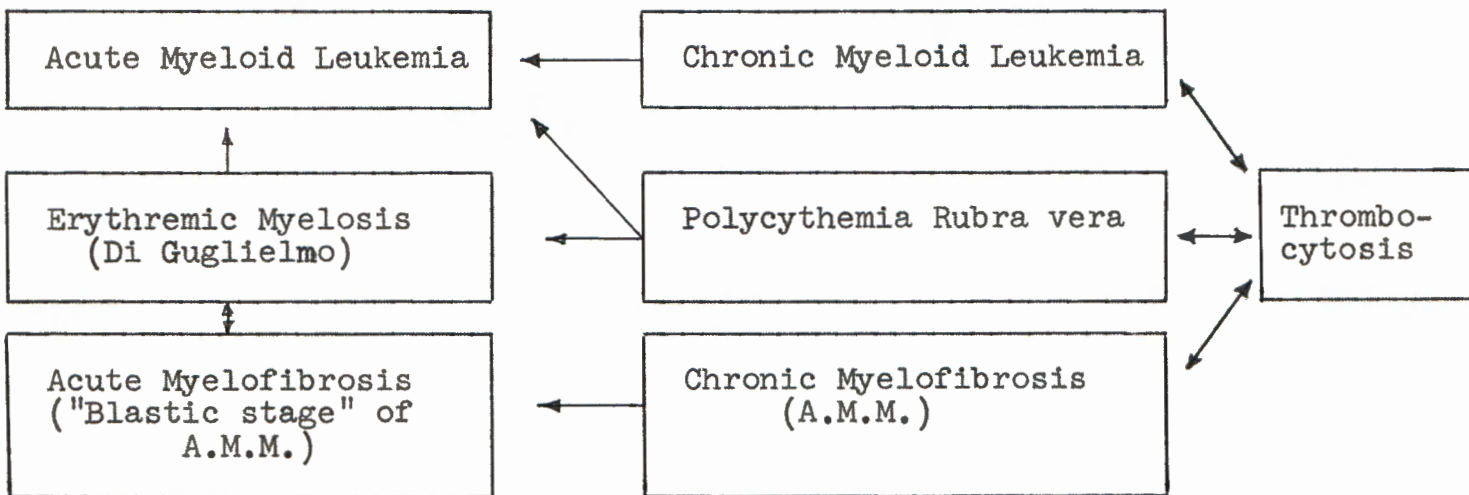 Acute Myeloid Leukemia
Chronic Myeloid Leukemia
Erythremic Myelosis
(Di Guglielmo)
Polycythemia Rubra vera
Thrombo-
cytosis
Acute Myelofibrosis
("Blastic stage" of
A.M.M.)
Chronic Myelofibrosis
(A.M.M.)